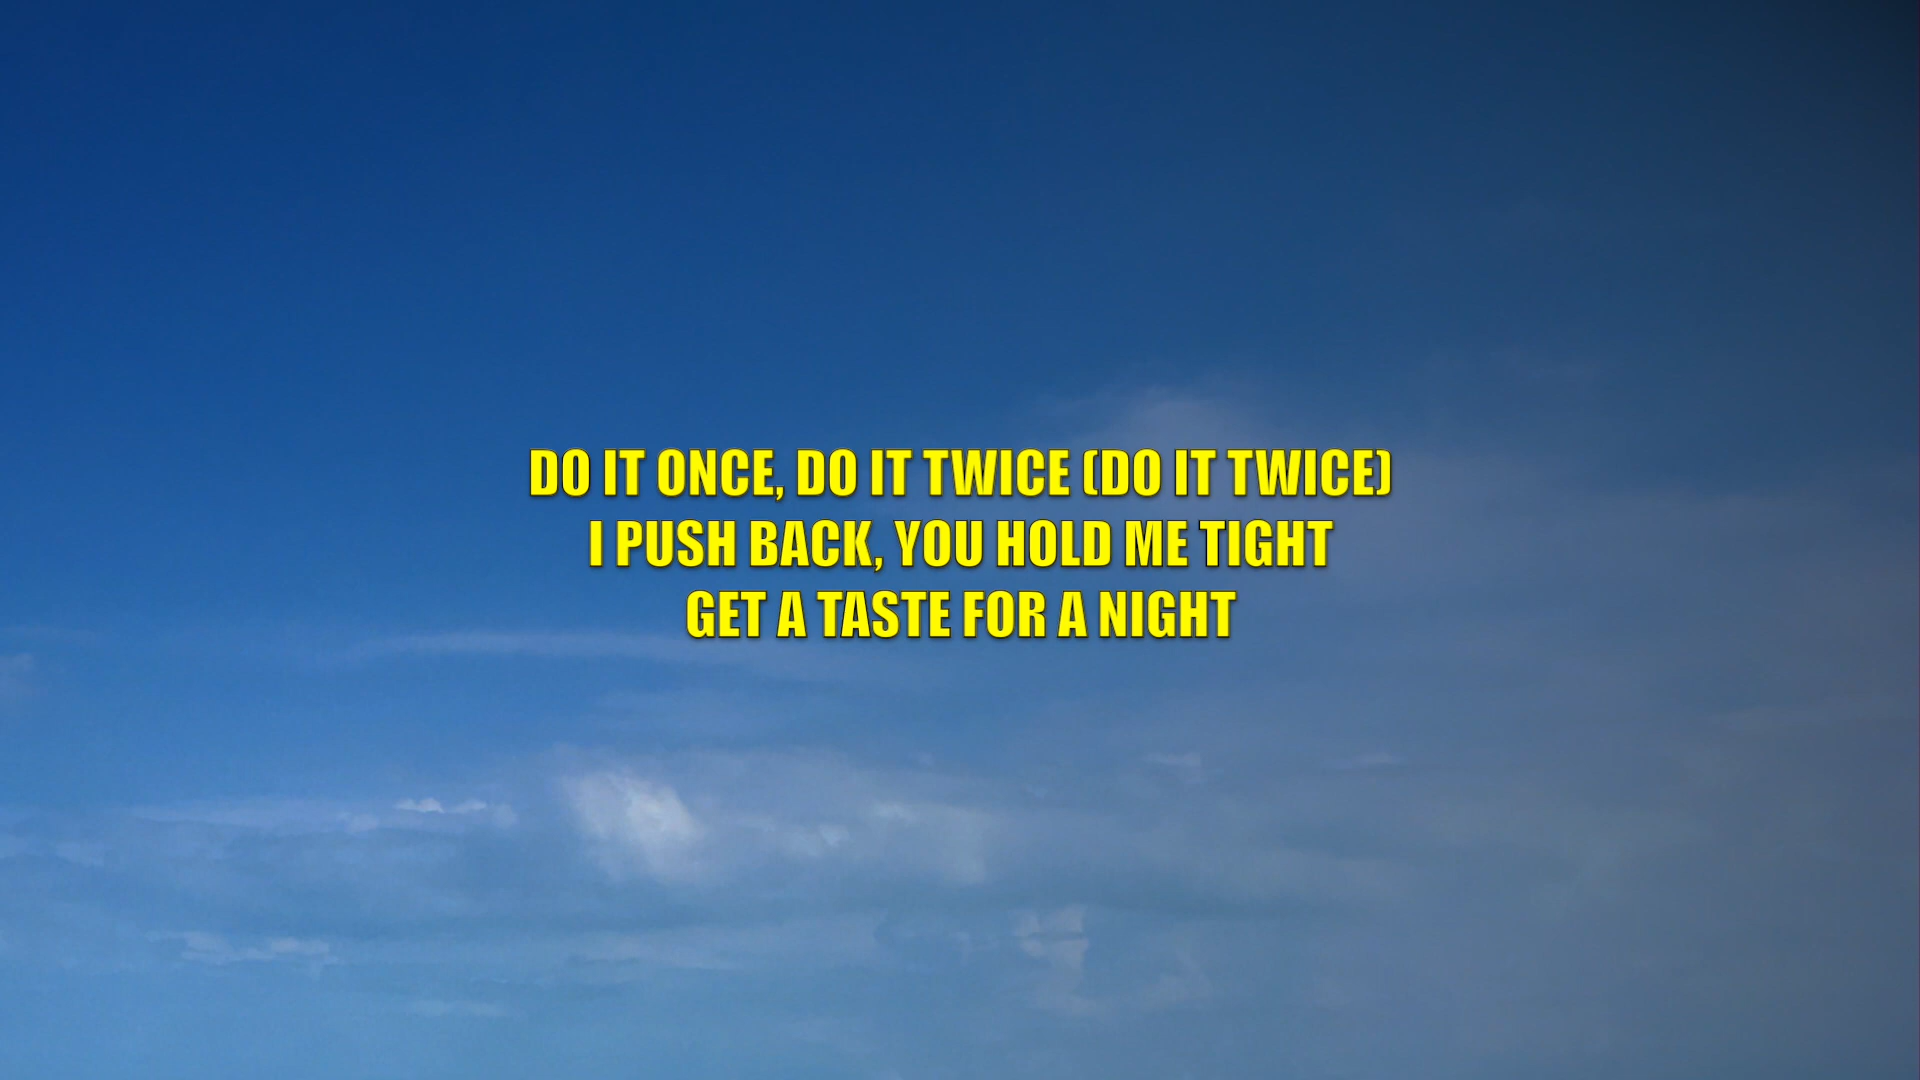 DO IT ONCE, DO IT TWICE (DO IT TWICE)
I PUSH BACK, YOU HOLD ME TIGHT
GET A TASTE FOR A NIGHT